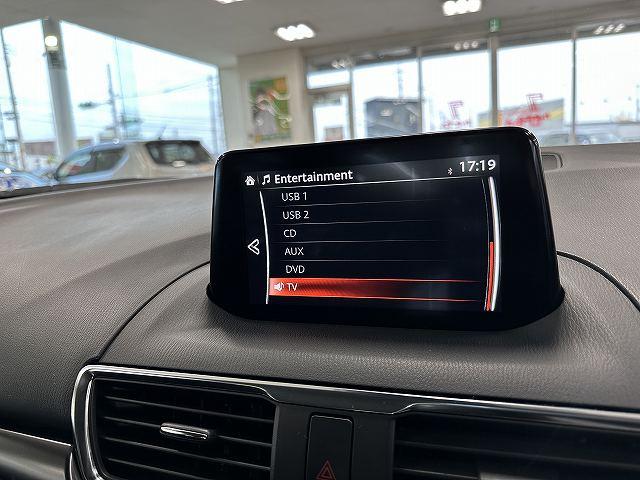 Entertainment 17:19
USB 1
USB 2
CD
AUX
DVD
TV